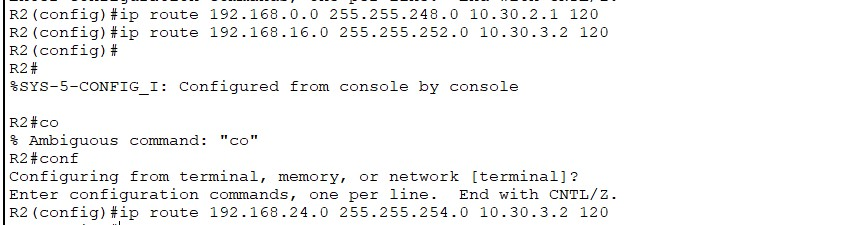 R2(config)#ip route 192.168.0.0 255.255.248.0 10.30.2.1 120
R2(config)#ip route 192.168.16.0 255.255.252.0 10.30.3.2 120
R2(config)#
R2#
%SYS-5-CONFIG_I: Configured from console by console
R2#co
% Ambiguous command: "co"
R2#conf
Configuring from terminal, memory, or network [terminal]?
Enter configuration commands, one per line.  End with CNTL/Z.
R2(config)#ip route 192.168.24.0 255.255.254.0 10.30.3.2 120